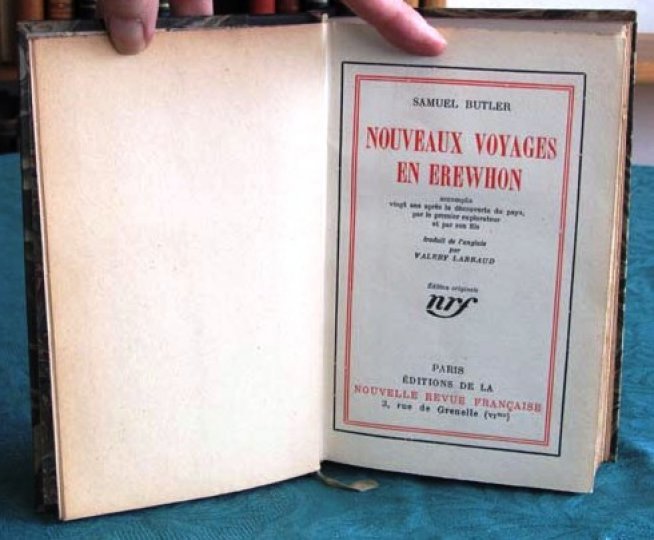 SAMUEL BUTLER
NOUVEAUX VOYAGES
EN EREWHON
accomplis
vingt ans après la découverte du pays,
par le premier explorateur
et par son fils
traduit de l'anglais
par
VALERY LARBAUD
Édition originale
nrf
PARIS
ÉDITIONS DE LA
NOUVELLE REVUE FRANÇAISE
3, rue de Grenelle (VIme)